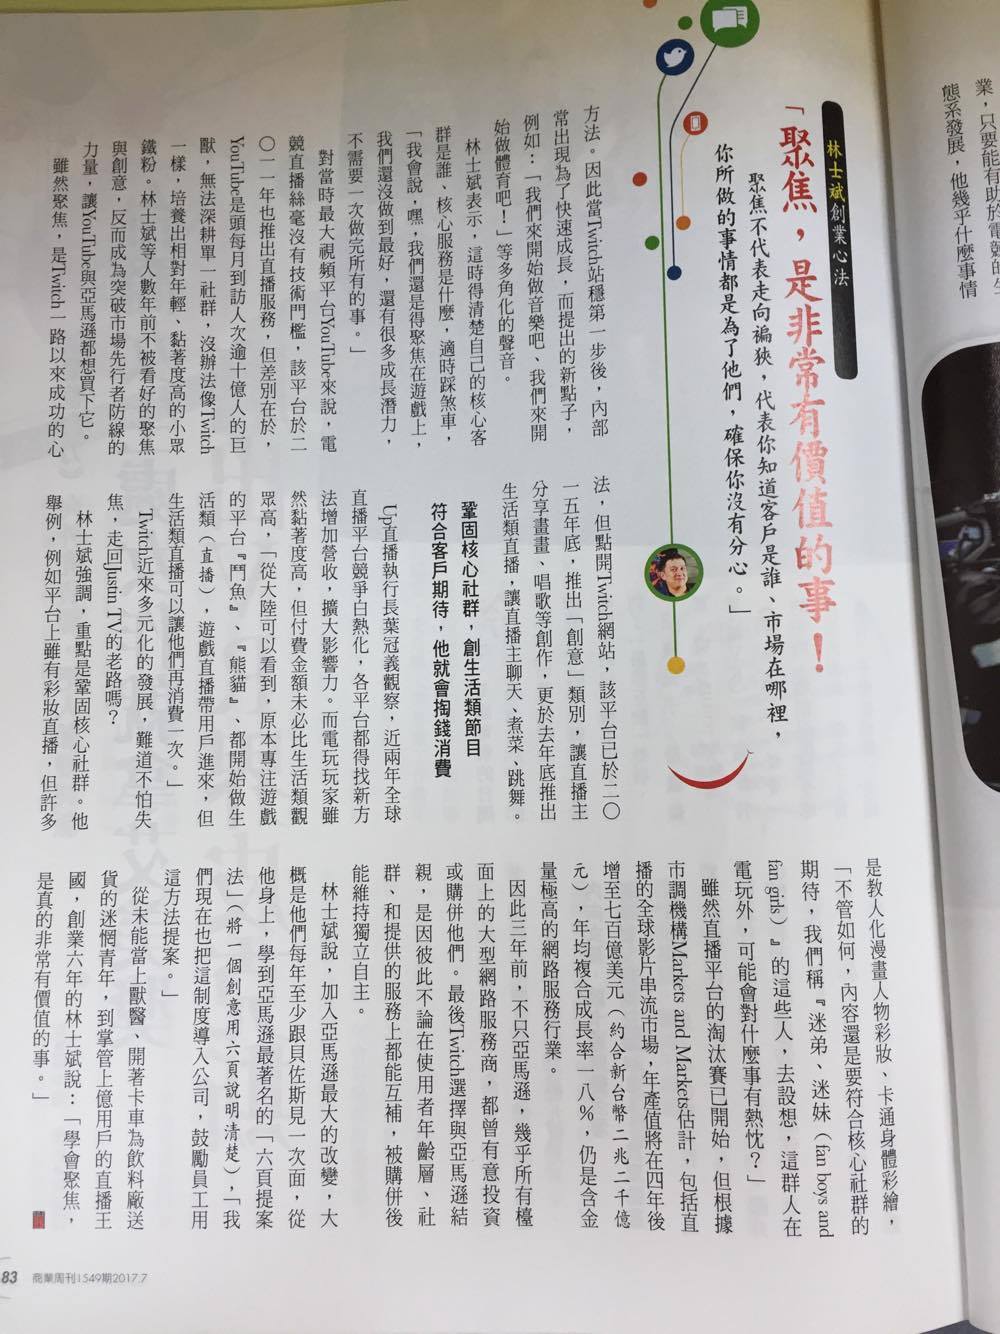 業，只要能有助於電競的生
態系發展，他幾乎什麼事情
林士斌創業心法
「聚焦，是非常有價值的事！
聚焦不代表走向褊狹，代表你知道客戶是誰、市場在哪裡，
你所做的事情都是為了他們，確保你沒有分心。」
方法。因此當Twitch站穩第一步後，內部
常出現為了快速成長，而提出的新點子，
例如：「我們來開始做音樂吧、我們來開
始做體育吧！」等多角化的聲音。
林士斌表示，這時得清楚自己的核心客
群是誰、核心服務是什麼，適時踩煞車，
「我會說，嘿，我們還是得聚焦在遊戲上，
我們還沒做到最好，還有很多成長潛力，
不需要一次做完所有的事。」
對當時最大視頻平台YouTube來說，電
競直播絲毫沒有技術門檻，該平台於二
〇一一年也推出直播服務，但差別在於，
YouTube是頭每月到訪人次逾十億人的巨
獸，無法深耕單一社群，沒辦法像Twitch
一樣，培養出相對年輕、黏著度高的小眾
鐵粉。林士斌等人數年前不被看好的聚焦
與創意，反而成為突破市場先行者防線的
力量，讓YouTube與亞馬遜都想買下它。
雖然聚焦，是Twitch一路以來成功的心
法，但點開Twitch網站，該平台已於二〇
一五年底，推出「創意」類別，讓直播主
分享畫畫、唱歌等創作，更於去年底推出
生活類直播，讓直播主聊天、煮菜、跳舞。
鞏固核心社群，創生活類節目
符合客戶期待，他就會掏錢消費
Up直播執行長葉冠義觀察，近兩年全球
直播平台競爭白熱化，各平台都得找新方
法增加營收，擴大影響力。而電玩玩家雖
然黏著度高，但付費金額未必比生活類觀
眾高，「從大陸可以看到，原本專注遊戲
的平台『鬥魚』、『熊貓』、都開始做生
活類（直播），遊戲直播帶用戶進來，但
生活類直播可以讓他們再消費一次。」
Twitch近來多元化的發展，難道不怕失
焦，走回Justin TV的老路嗎？
林士斌強調，重點是鞏固核心社群。他
舉例，例如平台上雖有彩妝直播，但許多
是教人化漫畫人物彩妝、卡通身體彩繪，
「不管如何，內容還是要符合核心社群的
期待，我們稱『迷弟、迷妹（fan boys and
fan girls）』的這些人，去設想，這群人在
電玩外，可能會對什麼事有熱忱？」
雖然直播平台的淘汰賽已開始，但根據
市調機構Markets and Markets估計，包括直
播的全球影片串流市場，年產值將在四年後
增至七百億美元（約合新台幣二兆二千億
元），年均複合成長率一八％，仍是含金
量極高的網路服務行業。
因此三年前，不只亞馬遜，幾乎所有檯
面上的大型網路服務商，都曾有意投資
或購併他們。最後Twitch選擇與亞馬遜結
親，是因彼此不論在使用者年齡層、社
群、和提供的服務上都能互補，被購併後
能維持獨立自主。
林士斌說，加入亞馬遜最大的改變，大
概是他們每年至少跟貝佐斯見一次面，從
他身上，學到亞馬遜最著名的「六頁提案
法」（將一個創意用六頁說明清楚），「我
們現在也把這制度導入公司，鼓勵員工用
這方法提案。」
從未能當上獸醫、開著卡車為飲料廠送
貨的迷惘青年，到掌管上億用戶的直播王
國，創業六年的林士斌說：「學會聚焦，
是真的非常有價值的事。」
83 商業周刊1549期2017.7